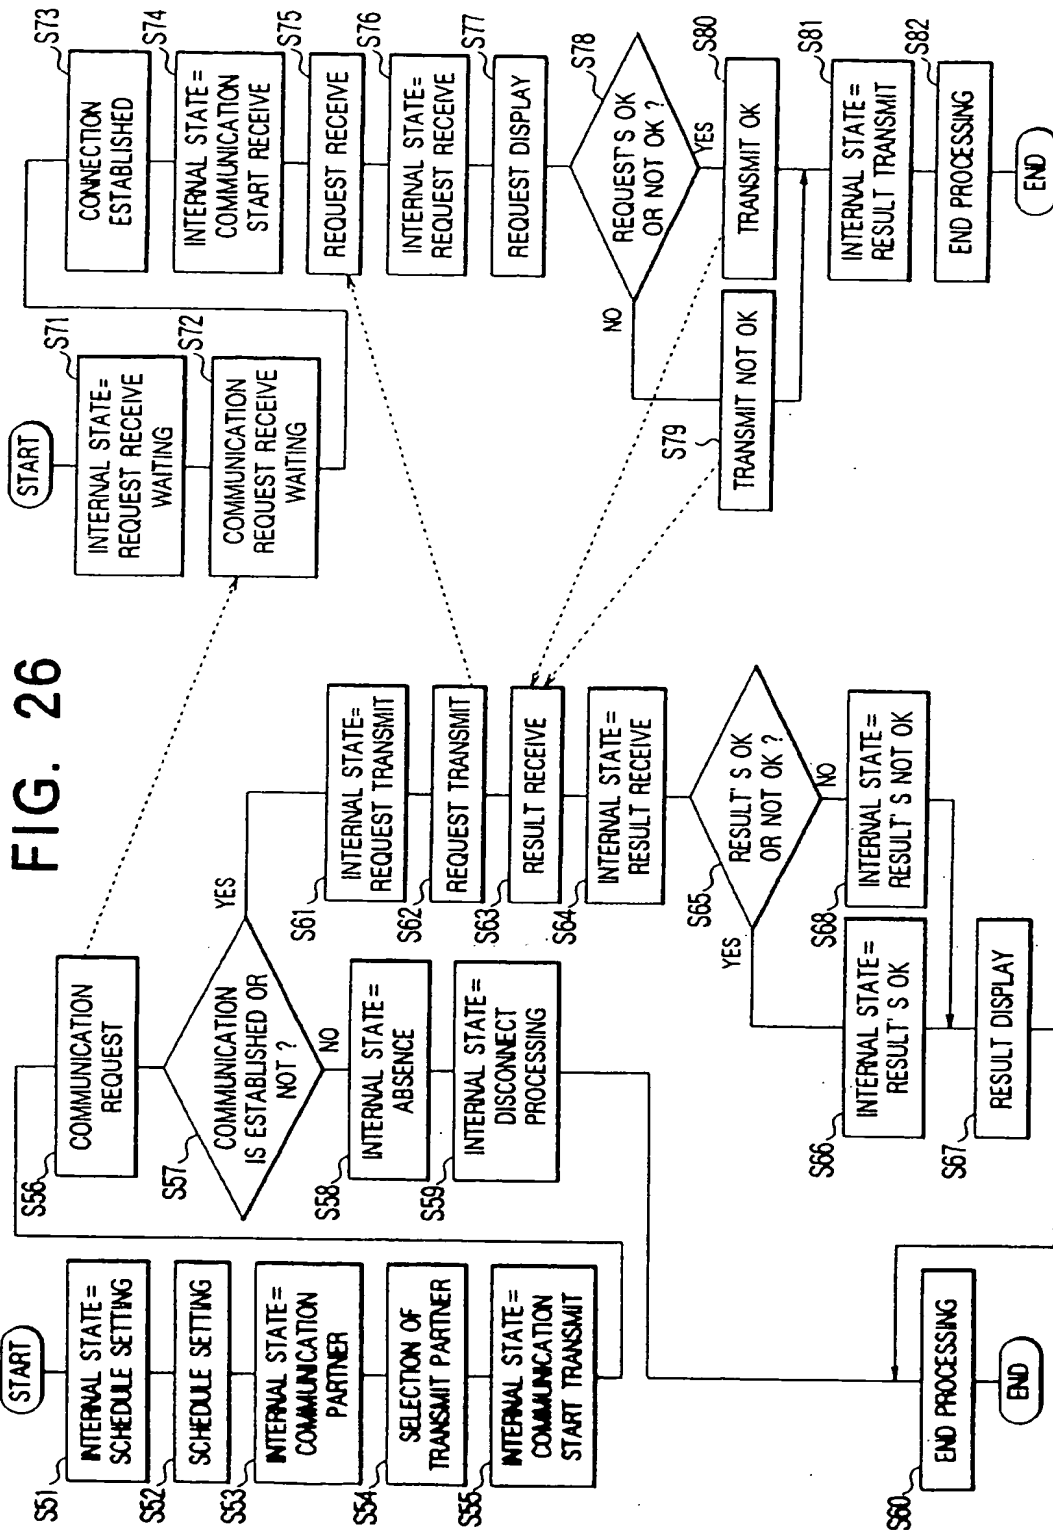 FIG. 26
START
S51
INTERNAL STATE=
SCHEDULE SETTING
S52
SCHEDULE SETTING
S53
INTERNAL STATE=
COMMUNICATION
PARTNER
S54
SELECTION OF
TRANSMIT PARTNER
S55
INTERNAL STATE=
COMMUNICATION
START TRANSMIT
S56
COMMUNICATION
REQUEST
S57
COMMUNICATION
IS ESTABLISHED OR
NOT ?
YES
NO
S58
INTERNAL STATE=
ABSENCE
S59
INTERNAL STATE=
DISCONNECT
PROCESSING
S60
END PROCESSING
END
S61
INTERNAL STATE=
REQUEST TRANSMIT
S62
REQUEST TRANSMIT
S63
RESULT RECEIVE
S64
INTERNAL STATE=
RESULT RECEIVE
S65
RESULT' S OK
OR NOT OK ?
YES
NO
S66
INTERNAL STATE=
RESULT' S OK
S68
INTERNAL STATE=
RESULT' S NOT OK
S67
RESULT DISPLAY
START
S71
INTERNAL STATE=
REQUEST RECEIVE
WAITING
S72
COMMUNICATION
REQUEST RECEIVE
WAITING
S73
CONNECTION
ESTABLISHED
S74
INTERNAL STATE=
COMMUNICATION
START RECEIVE
S75
REQUEST RECEIVE
S76
INTERNAL STATE=
REQUEST RECEIVE
S77
REQUEST DISPLAY
S78
REQUEST'S OK
OR NOT OK ?
NO
YES
S79
TRANSMIT NOT OK
S80
TRANSMIT OK
S81
INTERNAL STATE=
RESULT TRANSMIT
S82
END PROCESSING
END